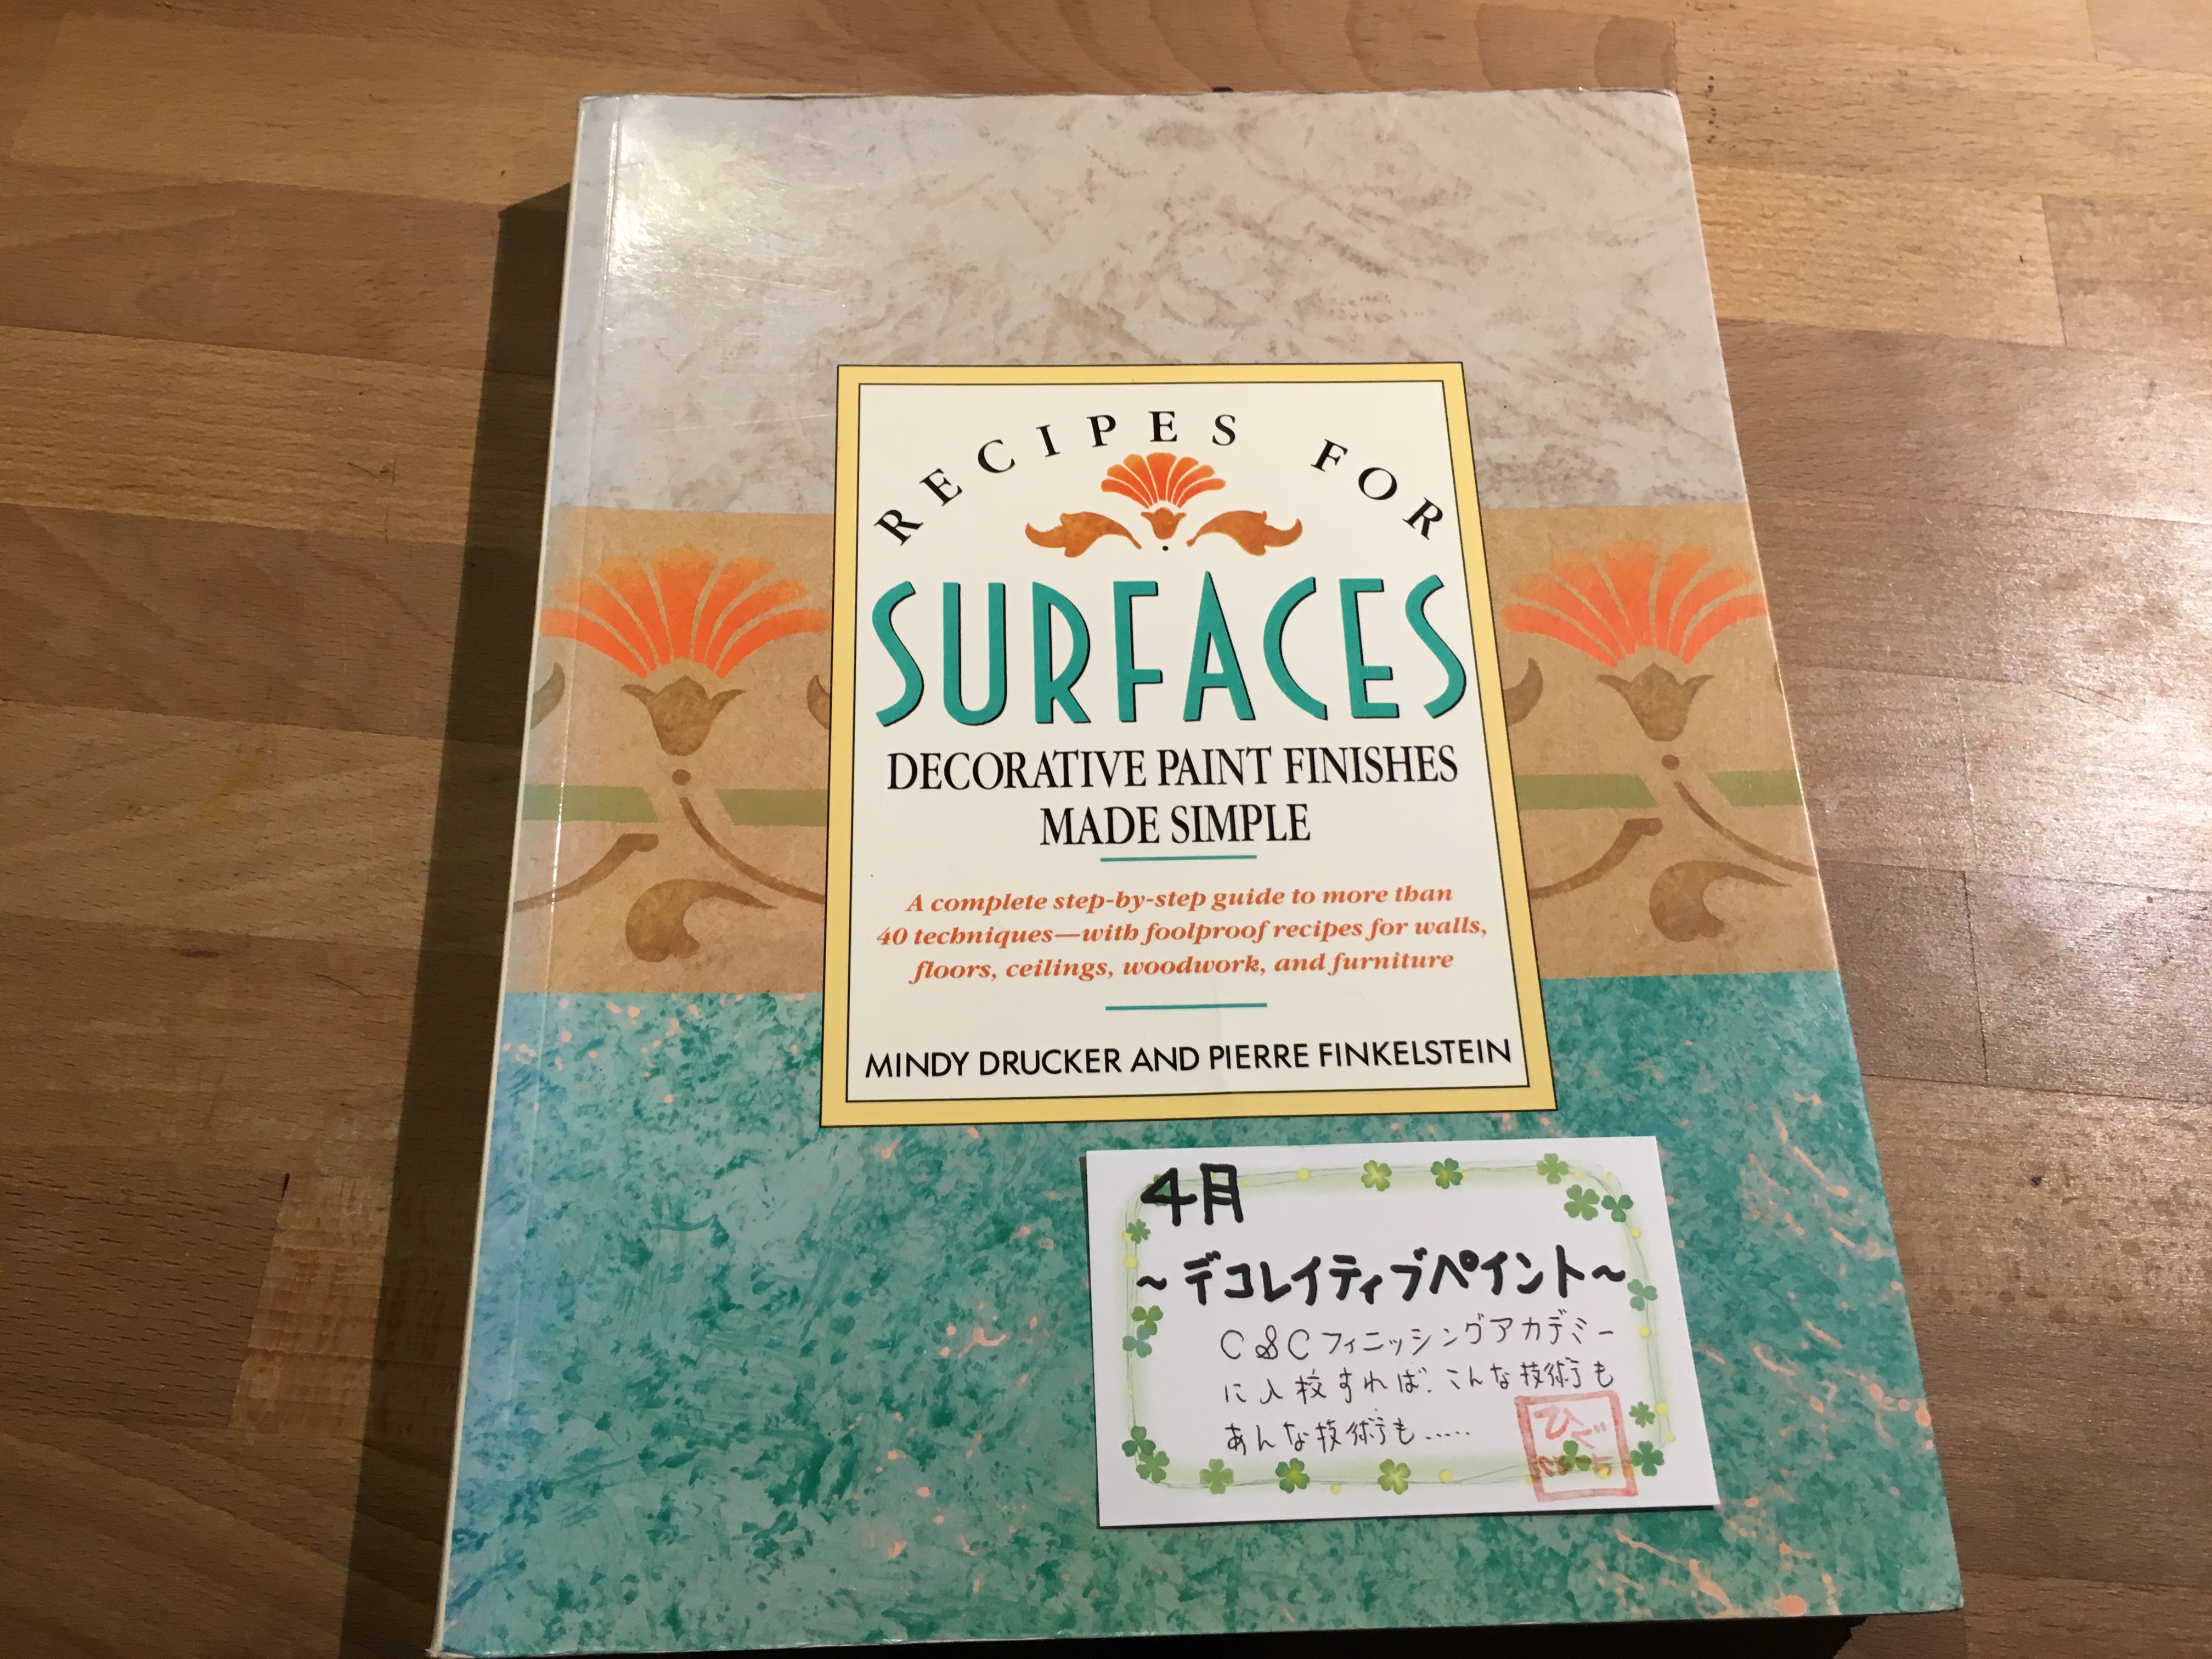 RECIPES FOR
SURFACES
DECORATIVE PAINT FINISHES
MADE SIMPLE
A complete step-by-step guide to more than
40 techniques—with foolproof recipes for walls,
floors, ceilings, woodwork, and furniture
MINDY DRUCKER AND PIERRE FINKELSTEIN
4月
～デコレイティブペイント～
C&Cフィニッシングアカデミー
に入校すれば、こんな技術も
あんな技術も.....